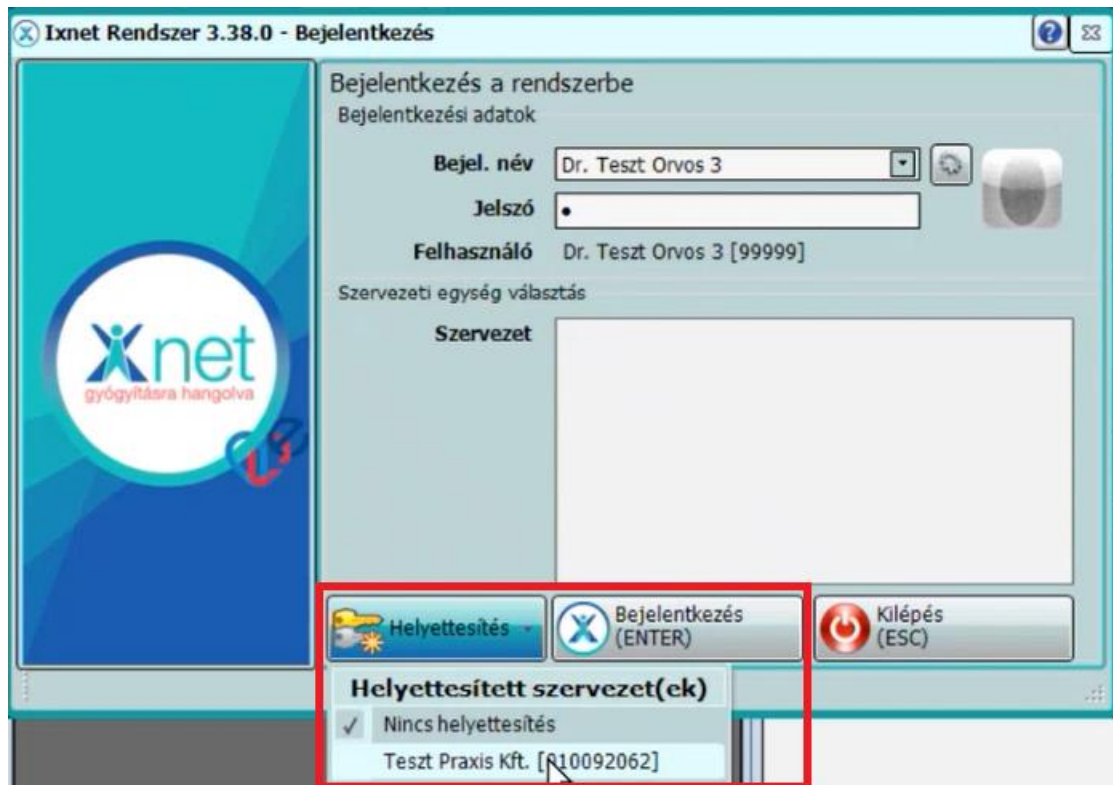 Ixnet Rendszer 3.38.0 - Bejelentkezés
Bejelentkezés a rendszerbe
Bejelentkezési adatok
Bejel. név Dr. Teszt Orvos 3
Jelszó •
Felhasználó Dr. Teszt Orvos 3 [99999]
Szervezeti egység választás
Szervezet
Xnet
gyógyításra hangolva
Helyettesítés
Bejelentkezés
(ENTER)
Kilépés
(ESC)
Helyettesített szervezet(ek)
✓ Nincs helyettesítés
Teszt Praxis Kft. [010092062]